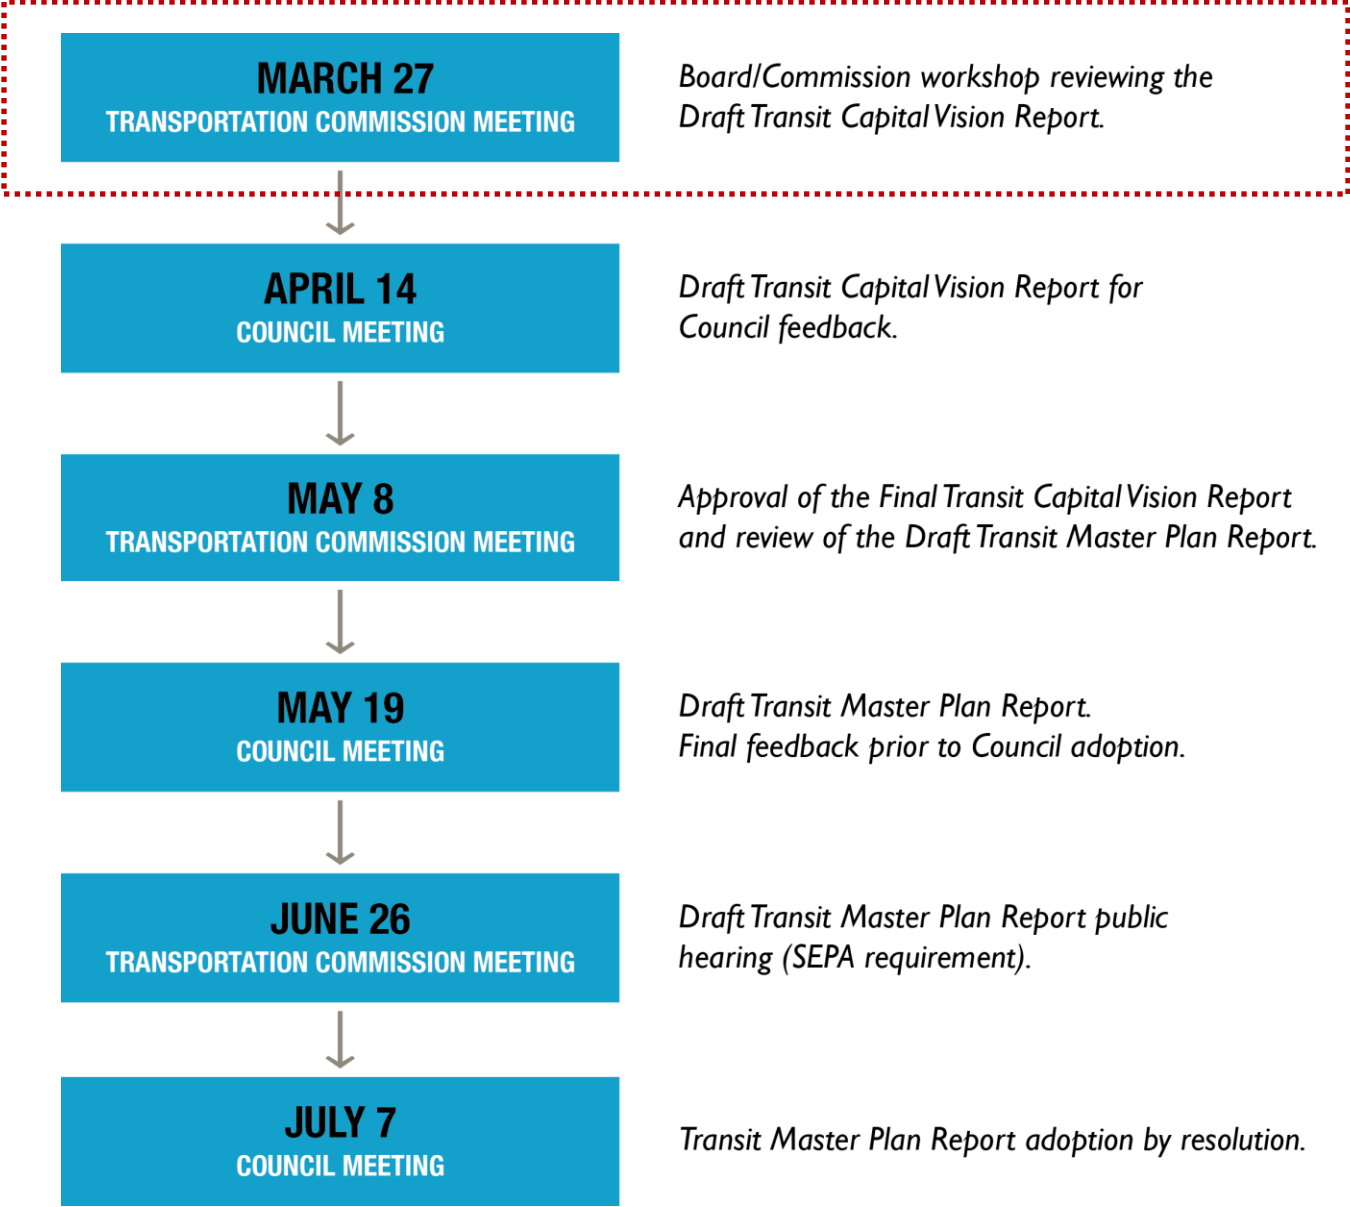 MARCH 27
TRANSPORTATION COMMISSION MEETING
Board/Commission workshop reviewing the
Draft Transit Capital Vision Report.
APRIL 14
COUNCIL MEETING
Draft Transit Capital Vision Report for
Council feedback.
MAY 8
TRANSPORTATION COMMISSION MEETING
Approval of the Final Transit Capital Vision Report
and review of the Draft Transit Master Plan Report.
MAY 19
COUNCIL MEETING
Draft Transit Master Plan Report.
Final feedback prior to Council adoption.
JUNE 26
TRANSPORTATION COMMISSION MEETING
Draft Transit Master Plan Report public
hearing (SEPA requirement).
JULY 7
COUNCIL MEETING
Transit Master Plan Report adoption by resolution.